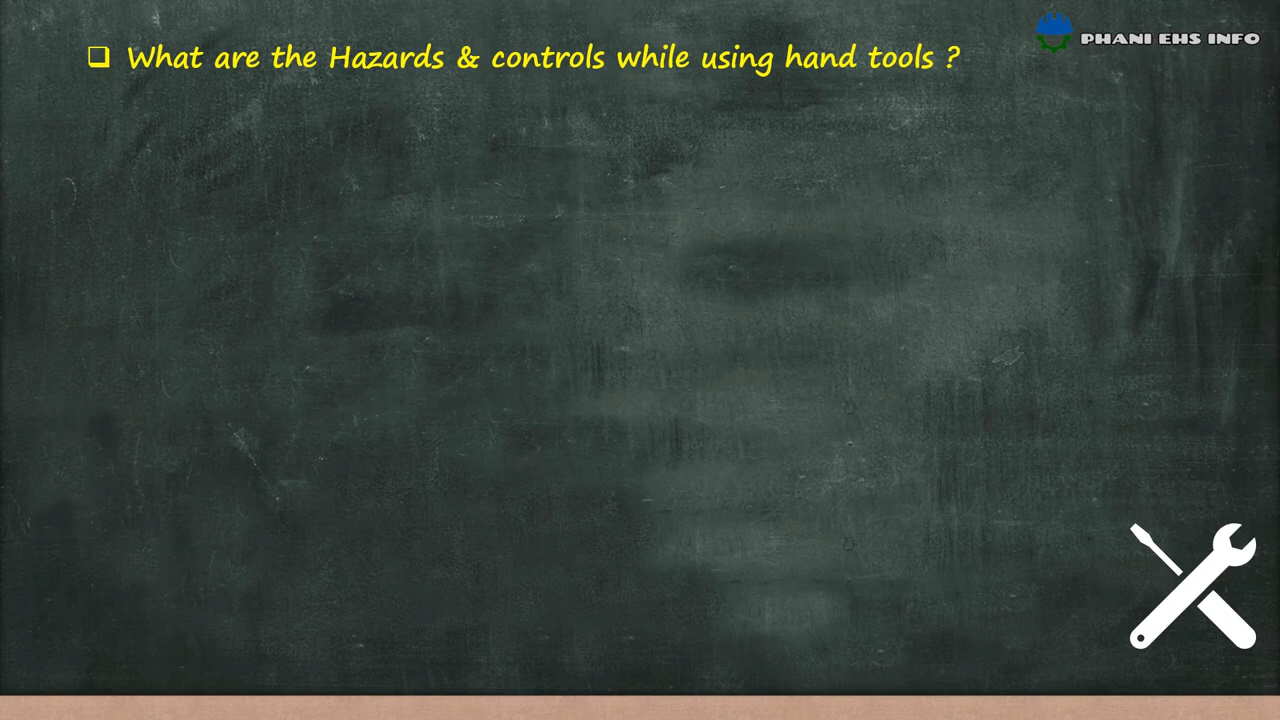 PHANI EHS INFO
❑ What are the Hazards & controls while using hand tools ?